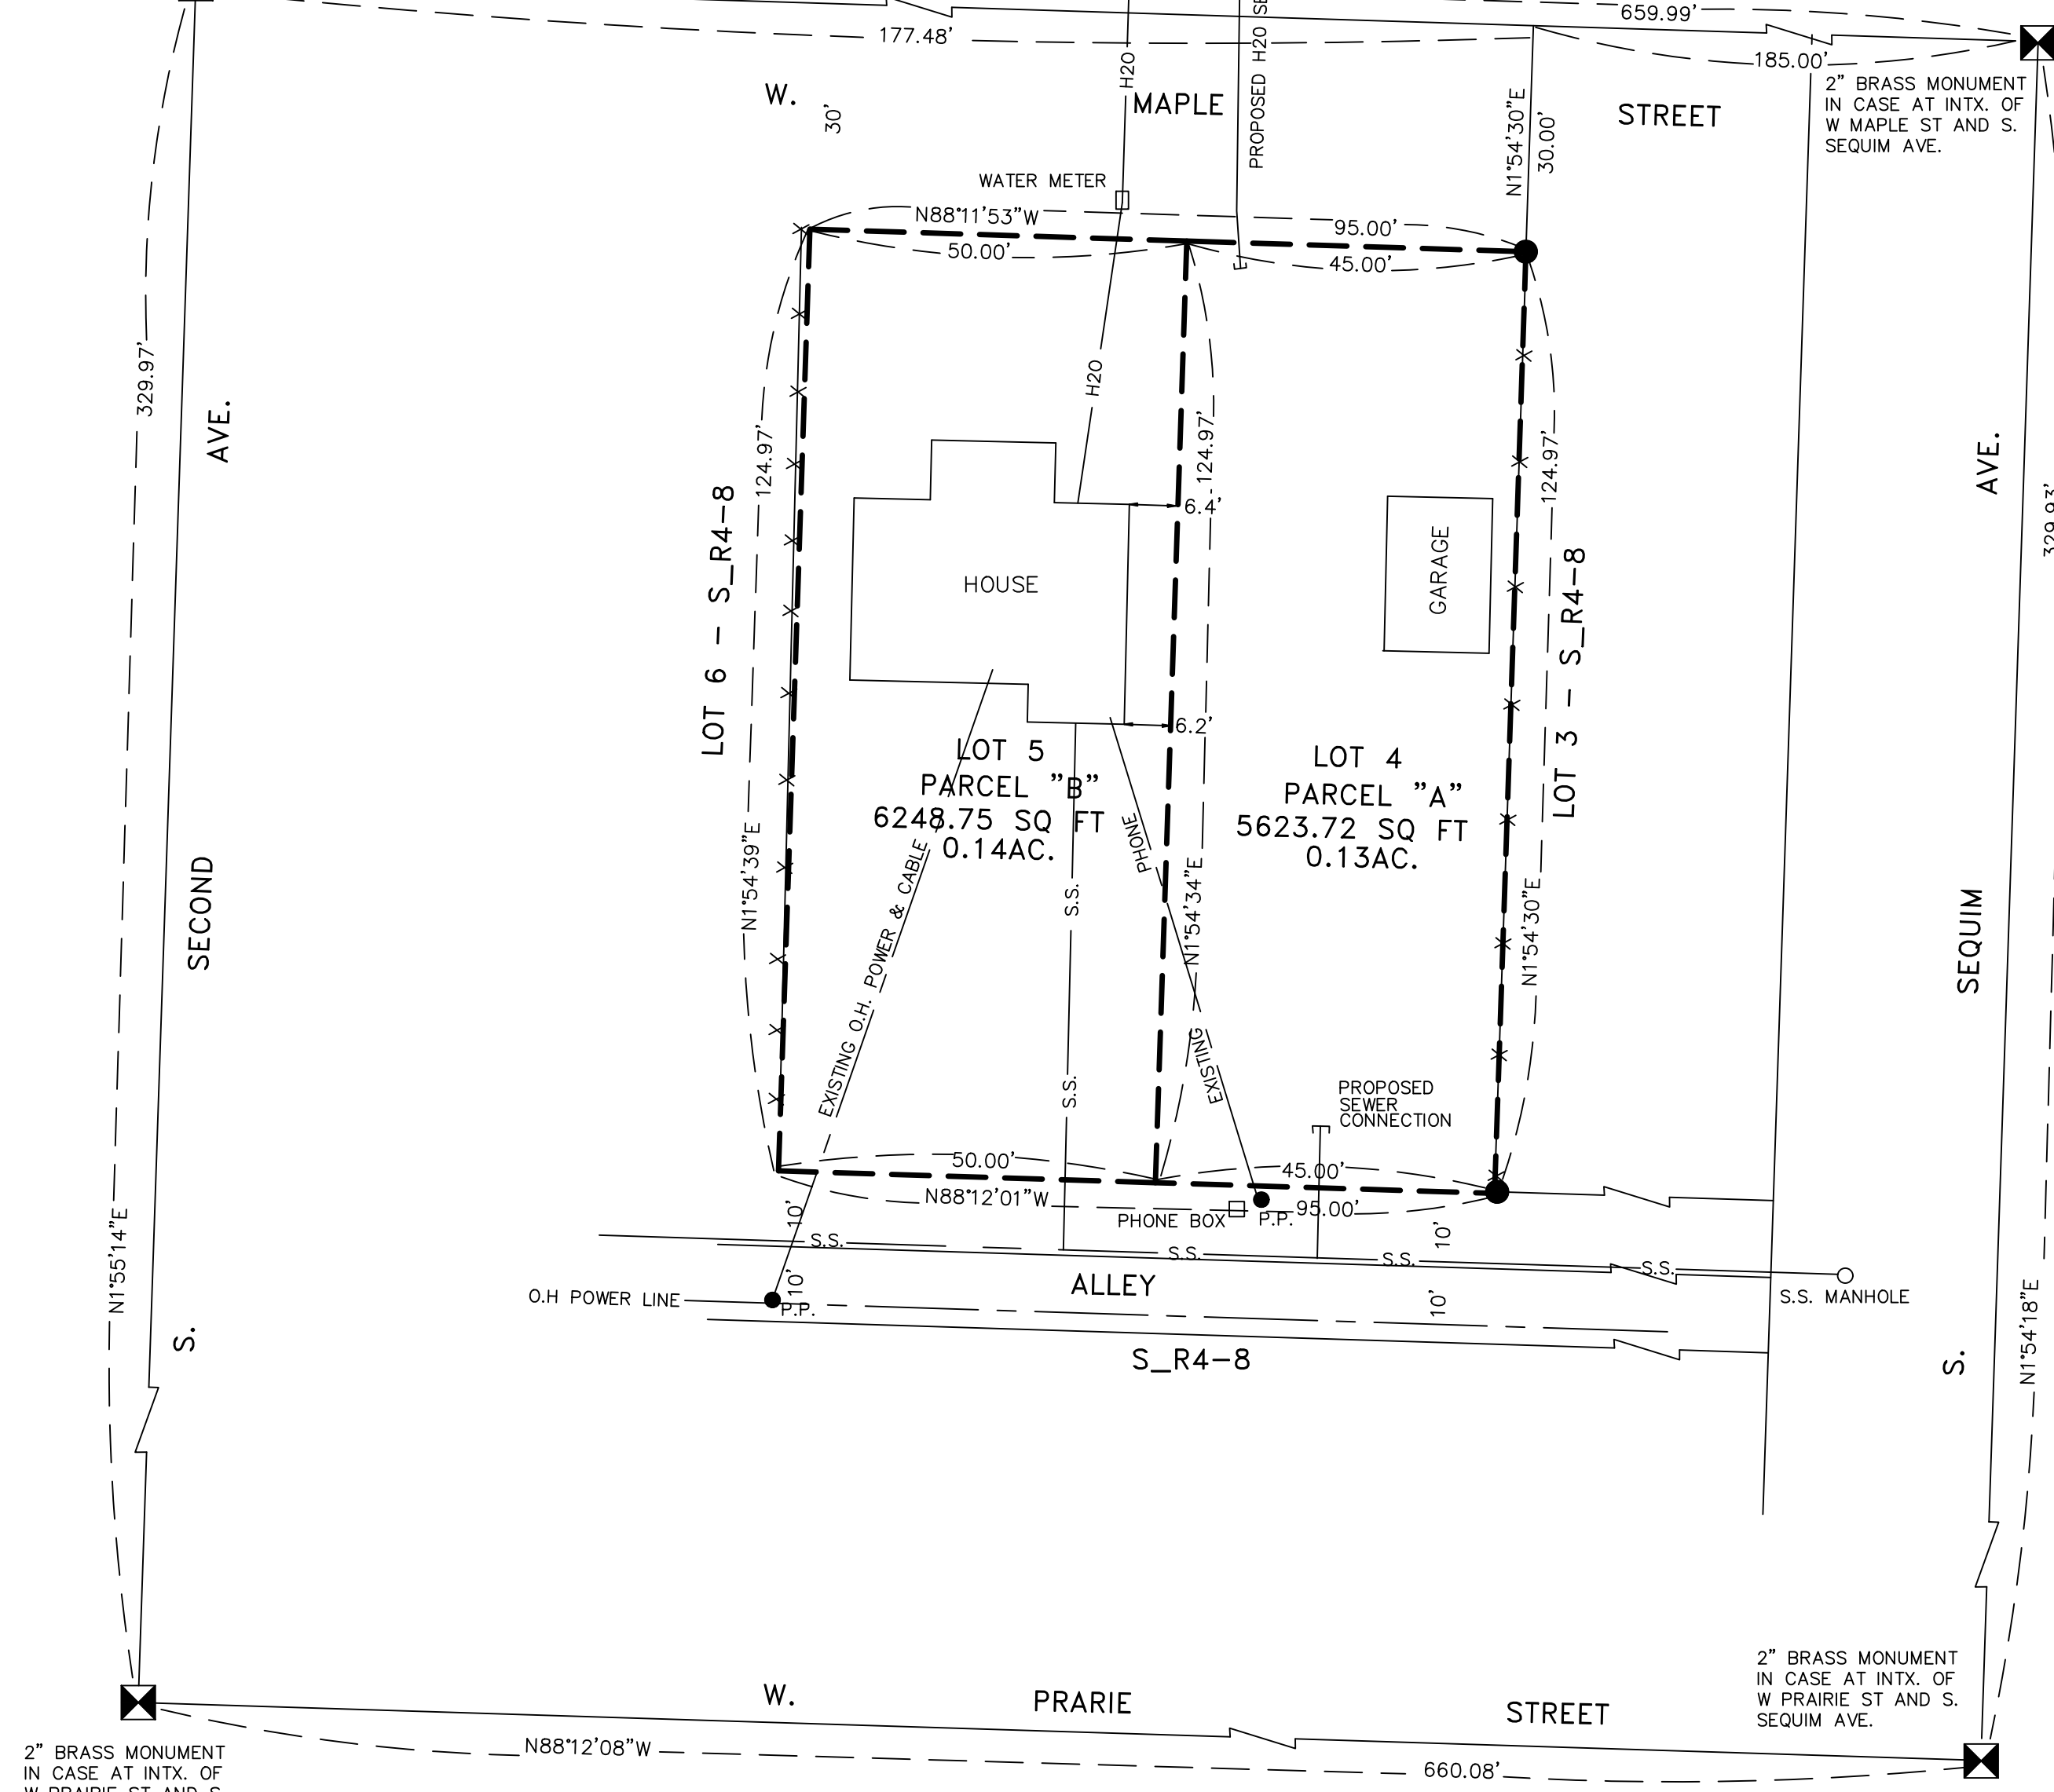 659.99'
177.48'
185.00'
2" BRASS MONUMENT
IN CASE AT INTX. OF
W MAPLE ST AND S.
SEQUIM AVE.
W.
MAPLE
STREET
30'
H20
PROPOSED H20
N1°54'30"E
30.00'
WATER METER
N88°11'53"W
95.00'
50.00'
45.00'
329.97'
AVE.
SECOND
S.
N1°55'14"E
LOT 6 - S_R4-8
124.97'
N1°54'39"E
H20
HOUSE
6.4'
6.2'
124.97'
N1°54'34"E
GARAGE
124.97'
N1°54'30"E
LOT 3 - S_R4-8
AVE.
SEQUIM
S.
329.93'
N1°54'18"E
LOT 5
PARCEL "B"
6248.75 SQ FT
0.14AC.
LOT 4
PARCEL "A"
5623.72 SQ FT
0.13AC.
EXISTING O.H. POWER & CABLE
S.S.
S.S.
PHONE
EXISTING
PROPOSED
SEWER
CONNECTION
50.00'
45.00'
N88°12'01"W
95.00'
PHONE BOX
P.P.
10'
10'
10'
10'
S.S.
S.S.
S.S.
S.S.
ALLEY
O.H POWER LINE
P.P.
S.S. MANHOLE
S_R4-8
W.
PRARIE
STREET
2" BRASS MONUMENT
IN CASE AT INTX. OF
W PRAIRIE ST AND S.
SEQUIM AVE.
N88°12'08"W
660.08'
2" BRASS MONUMENT
IN CASE AT INTX. OF
W PRAIRIE ST AND S